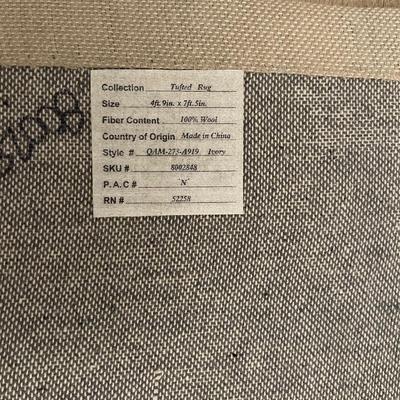 Collection Tufted Rug
Size 4ft.9in. x 7ft.5in.
Fiber Content 100% Wool
Country of Origin Made in China
Style # QAM-273-A919 Ivory
SKU # 8002848
P.A.C # 'N'
RN # 52258